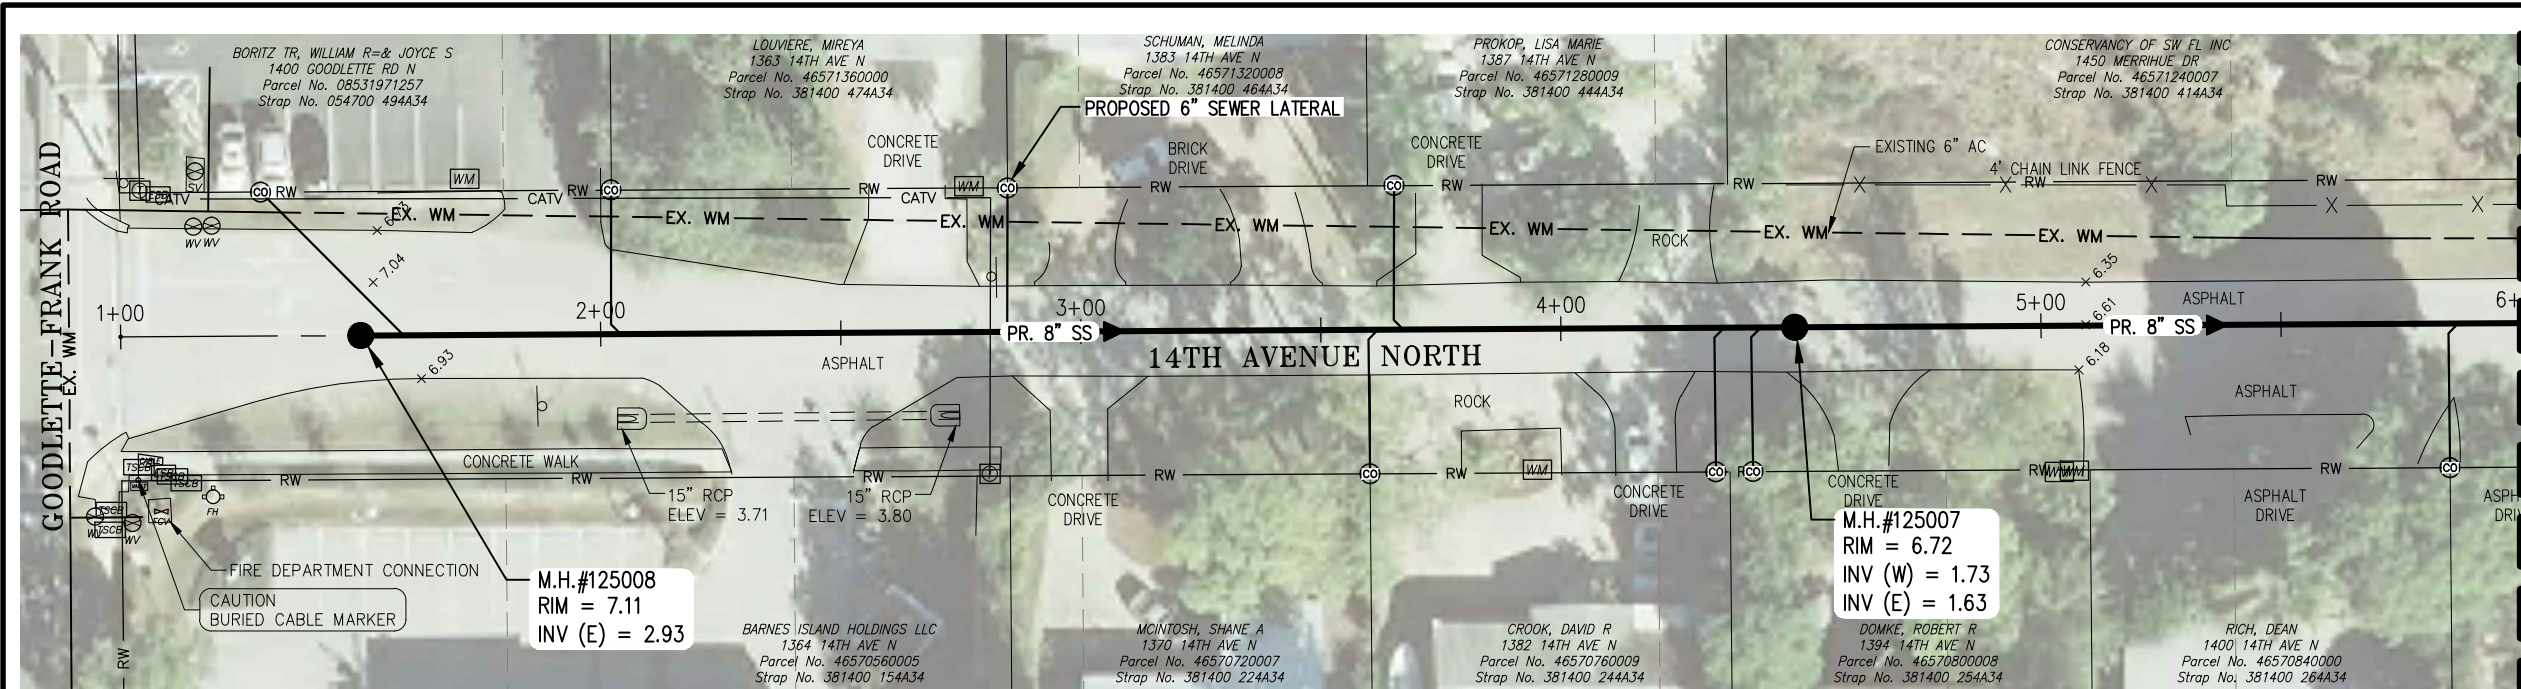 BORITZ TR, WILLIAM R=& JOYCE S
1400 GOODLETTE RD N
Parcel No. 08531971257
Strap No. 054700 494A34
LOUVIERE, MIREYA
1363 14TH AVE N
Parcel No. 46571360000
Strap No. 381400 474A34
SCHUMAN, MELINDA
1383 14TH AVE N
Parcel No. 46571320008
Strap No. 381400 464A34
PROKOP, LISA MARIE
1387 14TH AVE N
Parcel No. 46571280009
Strap No. 381400 444A34
CONSERVANCY OF SW FL INC
1450 MERRIHUE DR
Parcel No. 46571240007
Strap No. 381400 414A34
PROPOSED 6" SEWER LATERAL
CONCRETE
DRIVE
BRICK
DRIVE
CONCRETE
DRIVE
EXISTING 6" AC
4' CHAIN LINK FENCE
SV
WM
WM
CATV
CO
RW
CATV
RW
CO
RW
CATV
CO
RW
CO
RW
RW
RW
RW
EX. WM
EX. WM
EX. WM
EX. WM
EX. WM
EX. WM
EX. WM
WV
WV
ROCK
7.04
6.35
1+00
2+00
3+00
4+00
5+00
6+
6.61
ASPHALT
PR. 8" SS
PR. 8" SS
14TH AVENUE NORTH
GOODLETTE-FRANK ROAD
EX. WM
6.93
ASPHALT
6.18
ROCK
ASPHALT
CONCRETE WALK
RW
RW
RW
RW
CO
RW
WM
CO
CO
RW
WM
RW
CO
CABLE
TSCB
TSCB
TSCB
TSCB
FH
FCV
WV
WV
15" RCP
ELEV = 3.71
15" RCP
ELEV = 3.80
CONCRETE
DRIVE
CONCRETE
DRIVE
CONCRETE
DRIVE
ASPHALT
DRIVE
FIRE DEPARTMENT CONNECTION
CAUTION
BURIED CABLE MARKER
RW
M.H.#125008
RIM = 7.11
INV (E) = 2.93
M.H.#125007
RIM = 6.72
INV (W) = 1.73
INV (E) = 1.63
BARNES ISLAND HOLDINGS LLC
1364 14TH AVE N
Parcel No. 46570560005
Strap No. 381400 154A34
MCINTOSH, SHANE A
1370 14TH AVE N
Parcel No. 46570720007
Strap No. 381400 224A34
CROOK, DAVID R
1382 14TH AVE N
Parcel No. 46570760009
Strap No. 381400 244A34
DOMKE, ROBERT R
1394 14TH AVE N
Parcel No. 46570800008
Strap No. 381400 254A34
RICH, DEAN
1400 14TH AVE N
Parcel No. 46570840000
Strap No. 381400 264A34